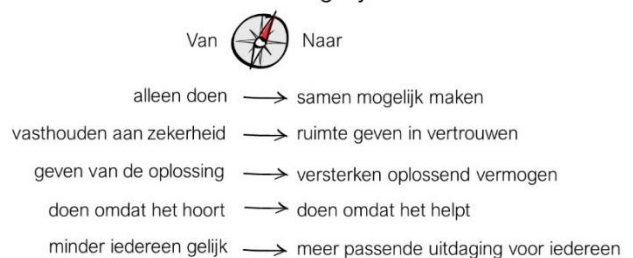 Van Naar
alleen doen → samen mogelijk maken
vasthouden aan zekerheid → ruimte geven in vertrouwen
geven van de oplossing → versterken oplossend vermogen
doen omdat het hoort → doen omdat het helpt
minder iedereen gelijk → meer passende uitdaging voor iedereen